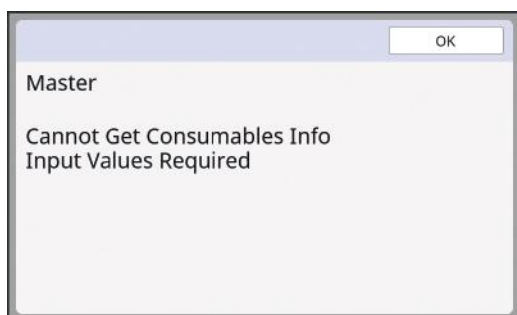 OK
Master
Cannot Get Consumables Info
Input Values Required